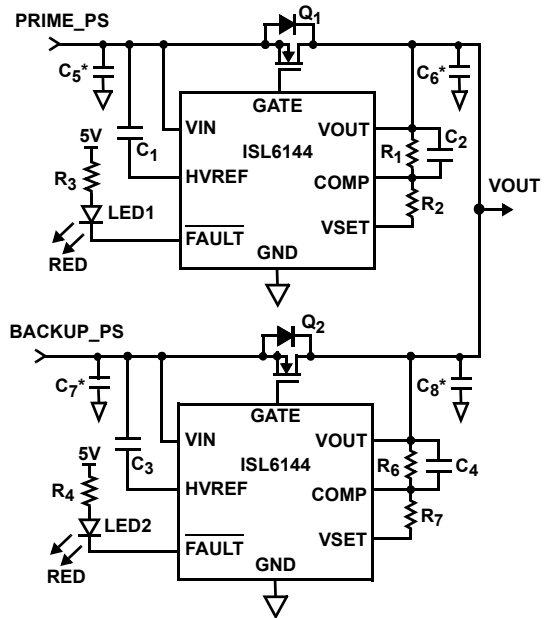 PRIME_PS
Q1
C5*
C6*
GATE
VIN
VOUT
5V
C1
ISL6144
R1
C2
R3
HVREF
COMP
VOUT
LED1
R2
FAULT
VSET
RED
GND
BACKUP_PS
Q2
C7*
C8*
GATE
VIN
VOUT
5V
C3
ISL6144
R6
C4
R4
HVREF
COMP
LED2
R7
FAULT
VSET
RED
GND